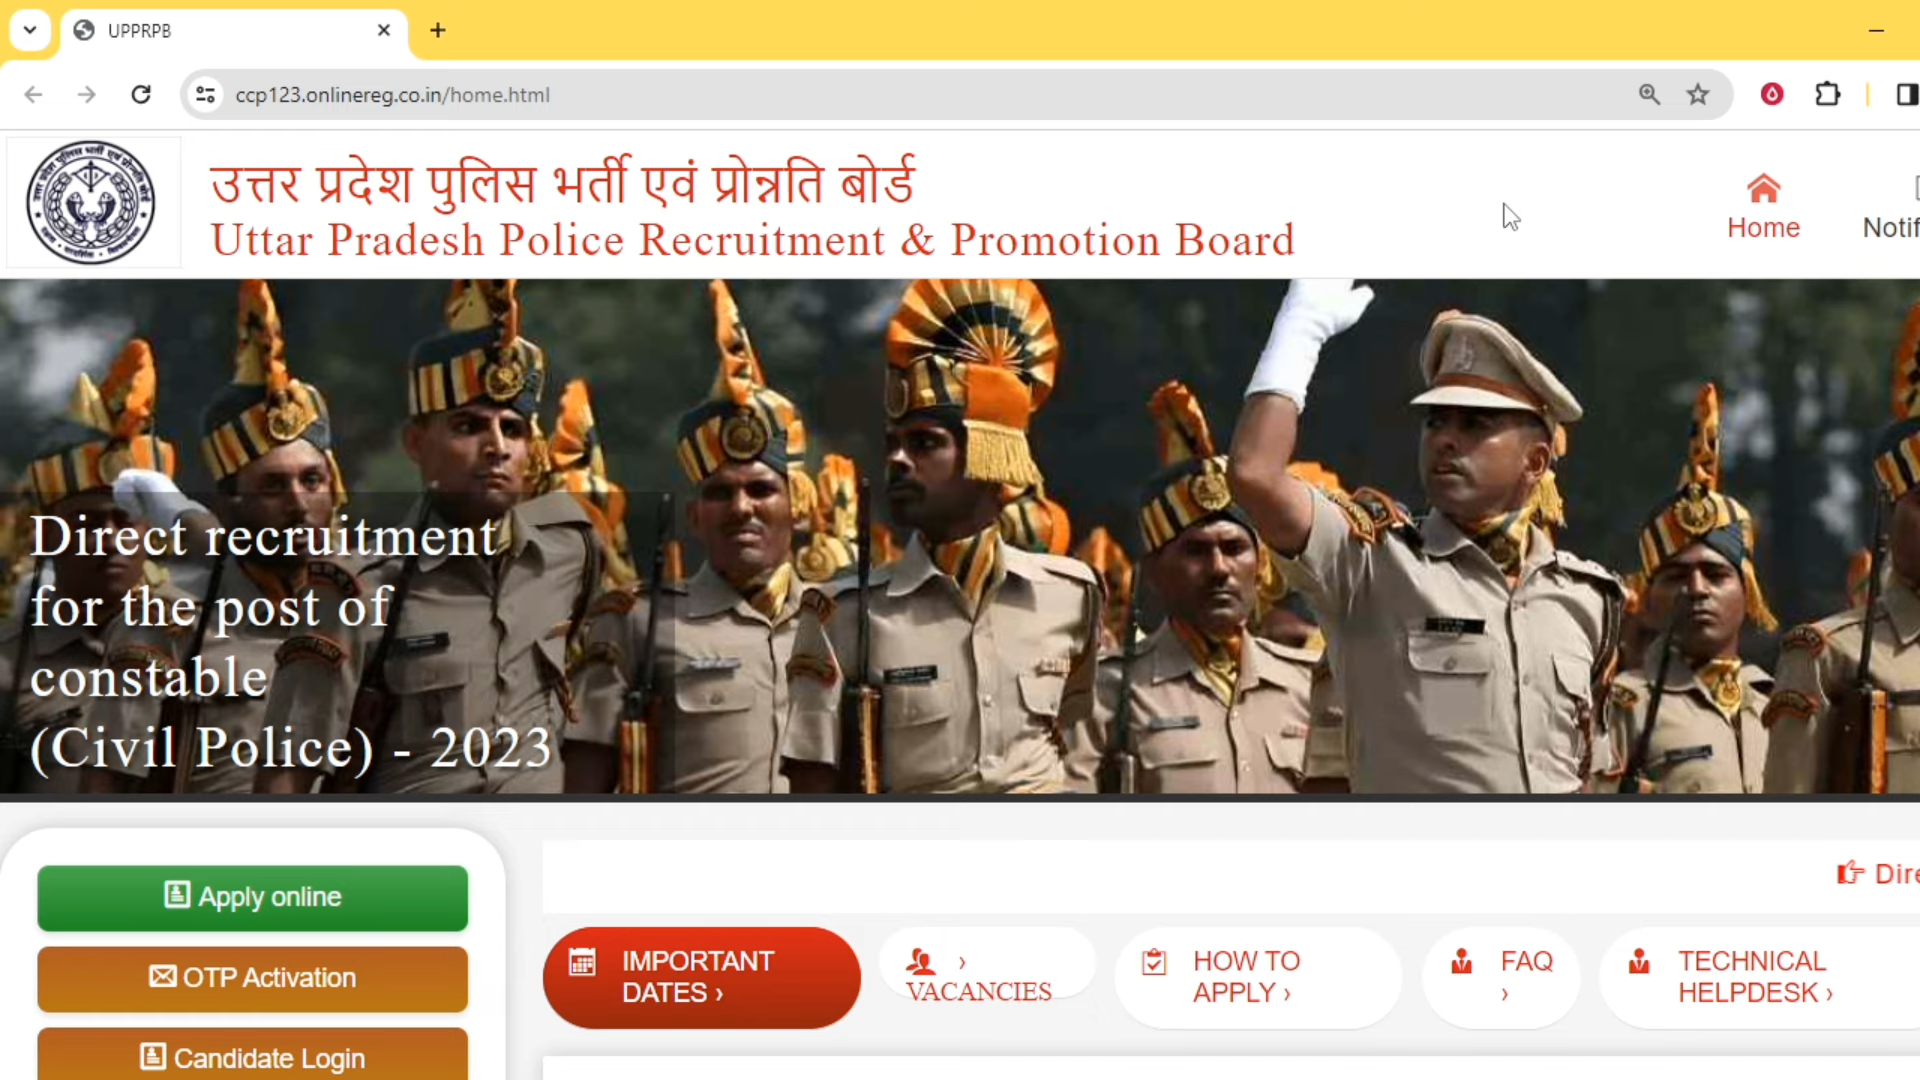 UPPRPB
ccp123.onlinereg.co.in/home.html
उत्तर प्रदेश पुलिस भर्ती एवं प्रोन्नति बोर्ड
Uttar Pradesh Police Recruitment & Promotion Board
Home
Notif
Direct recruitment
for the post of
constable
(Civil Police) - 2023
Apply online
OTP Activation
Candidate Login
Dire
IMPORTANT
DATES ›
›
VACANCIES
HOW TO
APPLY ›
FAQ
›
TECHNICAL
HELPDESK ›